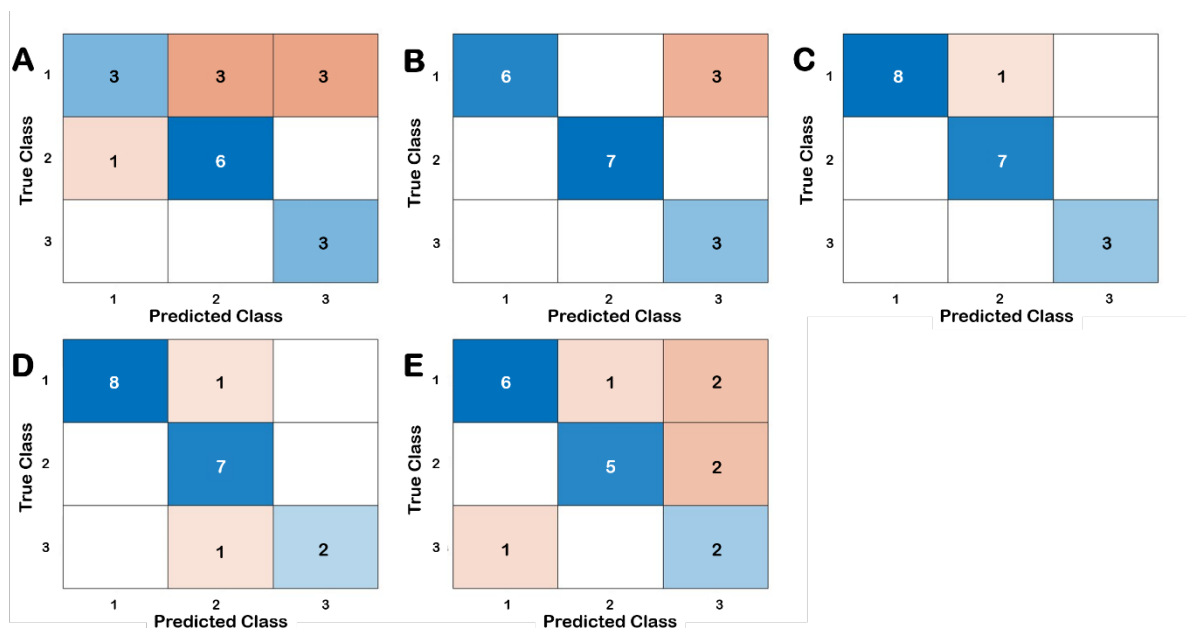 A B C
1 3 3 3 1 6 3 1 8 1
True Class True Class True Class
2 1 6 2 7 2 7
3 3 3 3 3 3
1 2 3 1 2 3 1 2 3
Predicted Class Predicted Class Predicted Class
D E
1 8 1 1 6 1 2
True Class True Class
2 7 2 5 2
3 1 2 3 1 2
1 2 3 1 2 3
Predicted Class Predicted Class